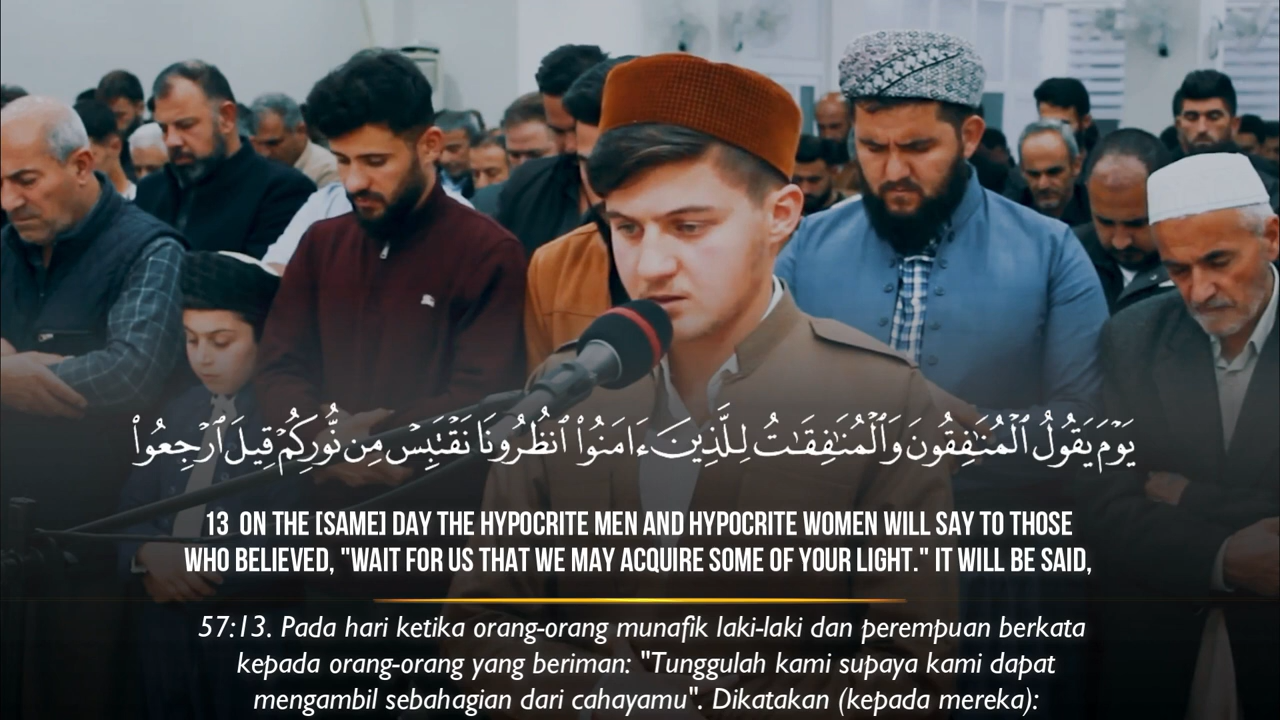 يَوْمَ يَقُولُ ٱلْمُنَٰفِقُونَ وَٱلْمُنَٰفِقَٰتُ لِلَّذِينَ ءَامَنُوا۟ ٱنظُرُونَا نَقْتَبِسْ مِن نُّورِكُمْ قِيلَ ٱرْجِعُوا۟
13 ON THE [SAME] DAY THE HYPOCRITE MEN AND HYPOCRITE WOMEN WILL SAY TO THOSE
WHO BELIEVED, "WAIT FOR US THAT WE MAY ACQUIRE SOME OF YOUR LIGHT." IT WILL BE SAID,
57:13. Pada hari ketika orang-orang munafik laki-laki dan perempuan berkata
kepada orang-orang yang beriman: "Tunggulah kami supaya kami dapat
mengambil sebahagian dari cahayamu". Dikatakan (kepada mereka):